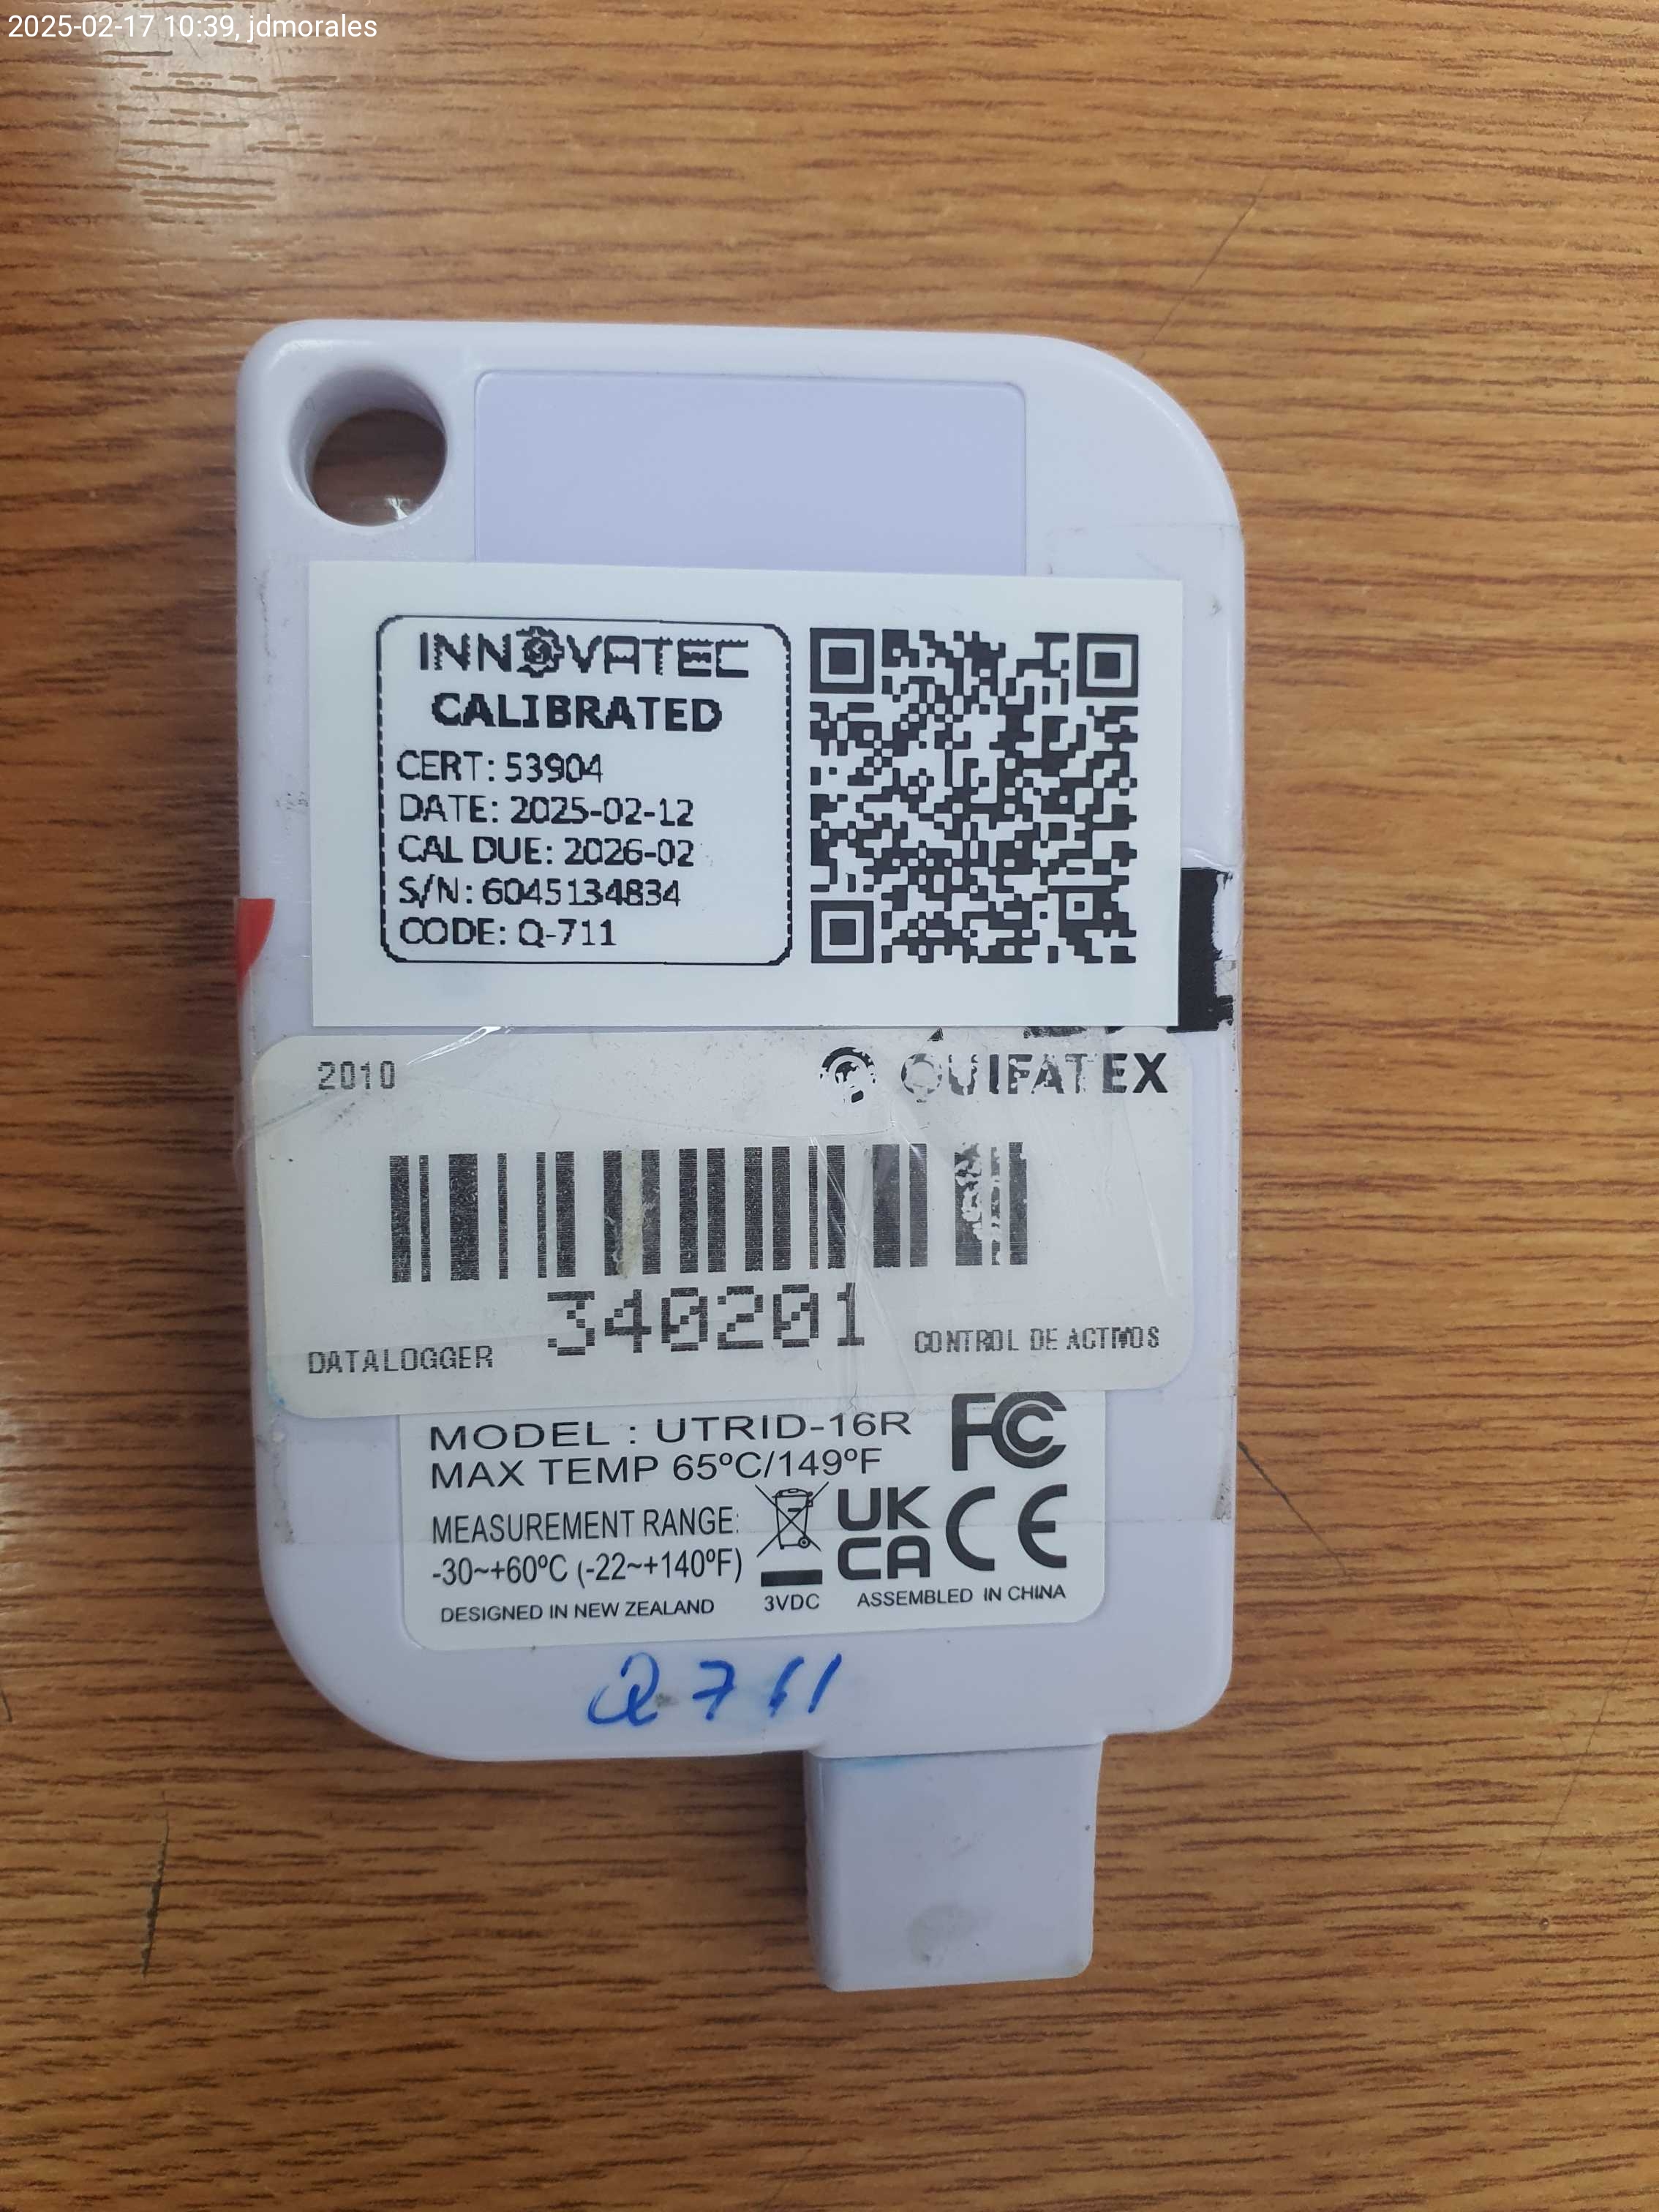 2025-02-17 10:39, jdmorales
INNOVATEC
CALIBRATED
CERT: 53904
DATE: 2025-02-12
CAL DUE: 2026-02
S/N: 6045134834
CODE: Q-711
2010
QUIFATEX
340201
DATALOGGER
CONTROL DE ACTIVOS
MODEL : UTRID-16R
MAX TEMP 65ºC/149ºF
FC
MEASUREMENT RANGE:
-30~+60ºC (-22~+140ºF)
UK
CA
CE
DESIGNED IN NEW ZEALAND
3VDC
ASSEMBLED IN CHINA
Q 711